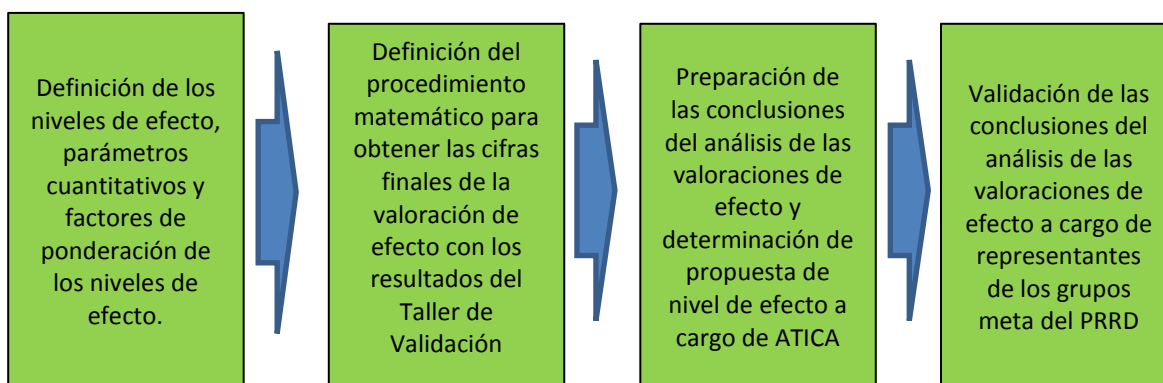 Definición de los
niveles de efecto,
parámetros
cuantitativos y
factores de
ponderación de
los niveles de
efecto.
Definición del
procedimiento
matemático para
obtener las cifras
finales de la
valoración de
efecto con los
resultados del
Taller de
Validación
Preparación de
las conclusiones
del análisis de las
valoraciones de
efecto y
determinación de
propuesta de
nivel de efecto a
cargo de ATICA
Validación de las
conclusiones del
análisis de las
valoraciones de
efecto a cargo de
representantes
de los grupos
meta del PRRD